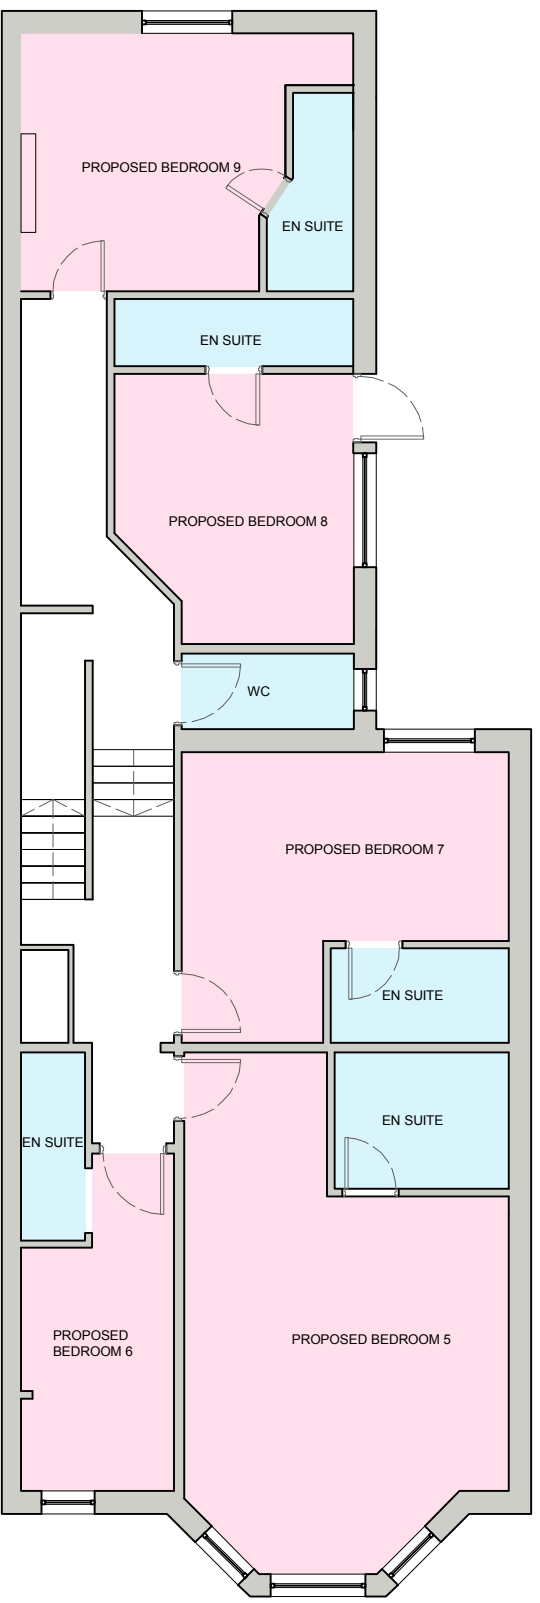 PROPOSED BEDROOM 9
EN SUITE
EN SUITE
PROPOSED BEDROOM 8
WC
PROPOSED BEDROOM 7
EN SUITE
EN SUITE
EN SUITE
PROPOSED
BEDROOM 6
PROPOSED BEDROOM 5